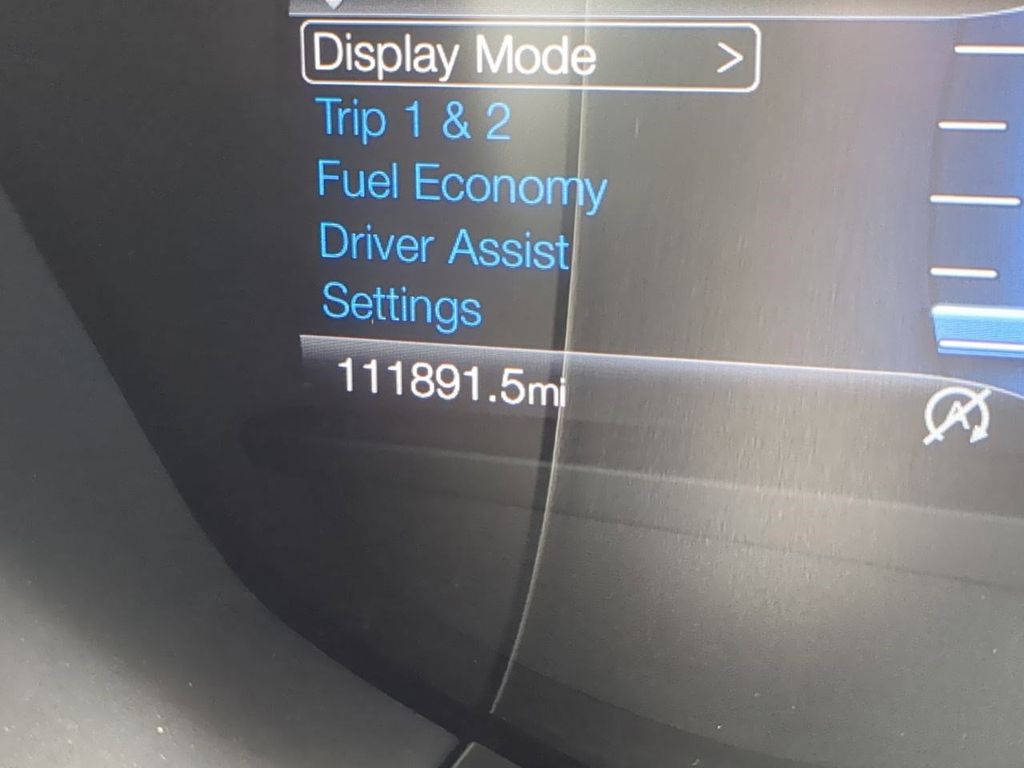 Display Mode >
Trip 1 & 2
Fuel Economy
Driver Assist
Settings
111891.5mi
A